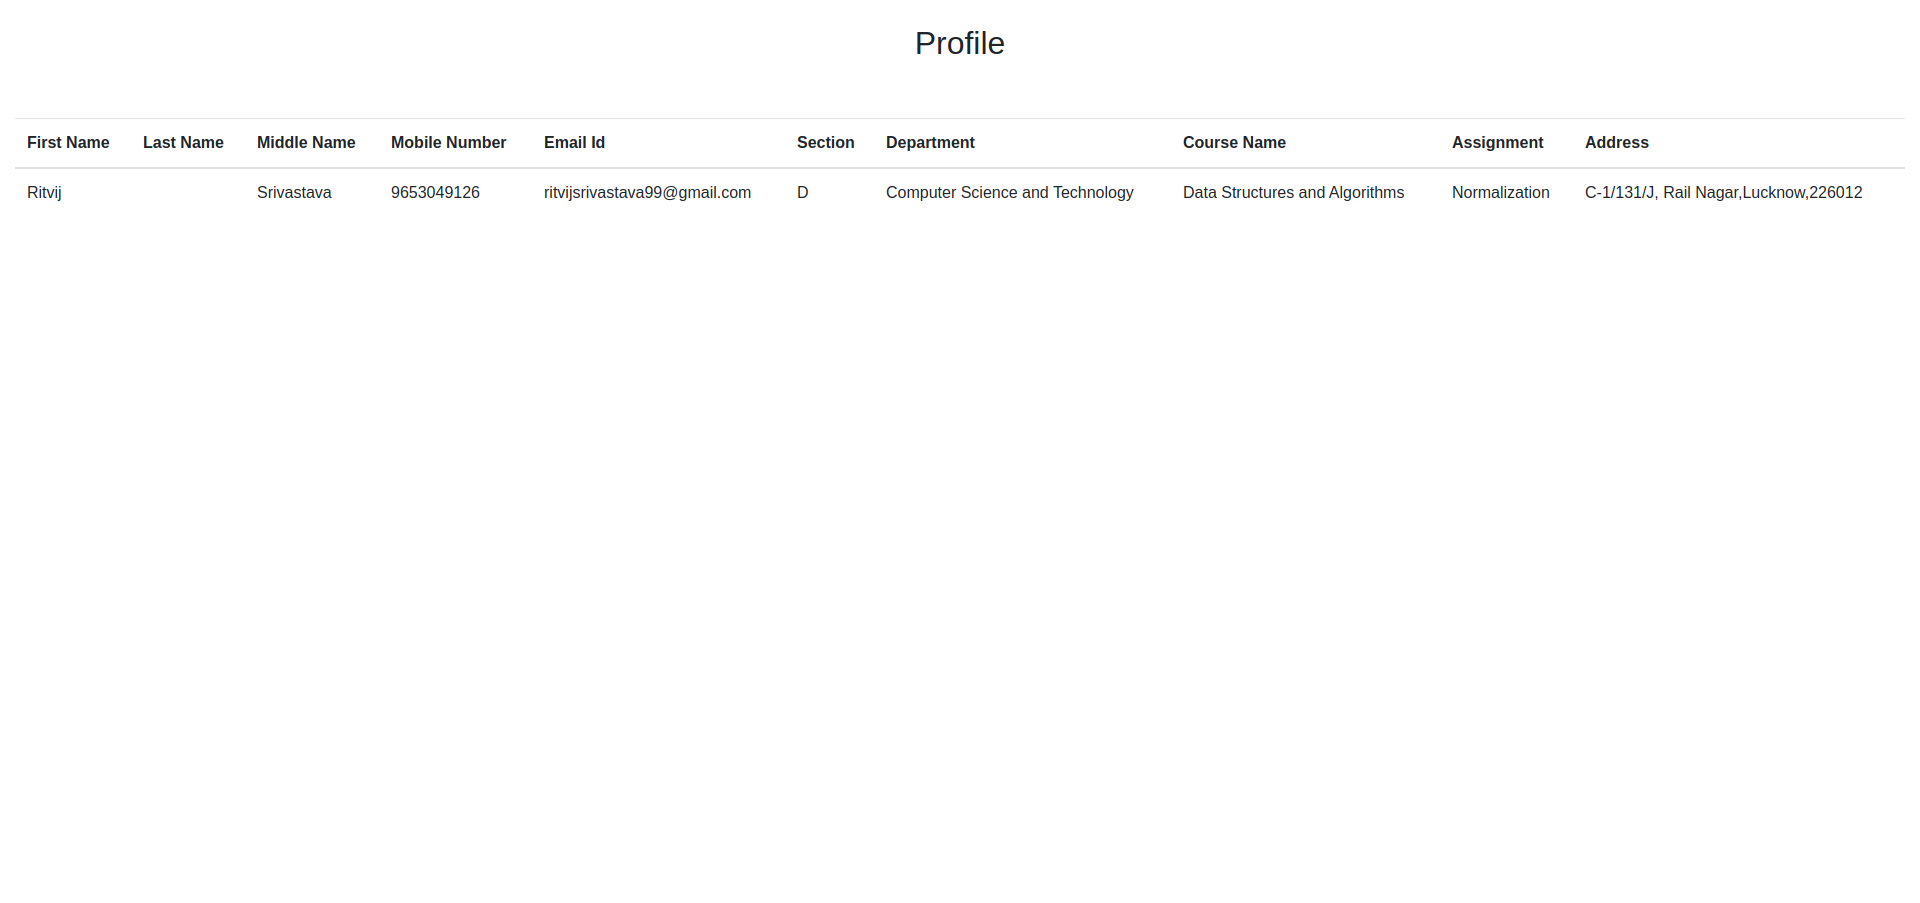 Profile
First Name Last Name Middle Name Mobile Number Email Id Section Department Course Name Assignment Address
Ritvij Srivastava 9653049126 ritvijsrivastava99@gmail.com D Computer Science and Technology Data Structures and Algorithms Normalization C-1/131/J, Rail Nagar,Lucknow,226012